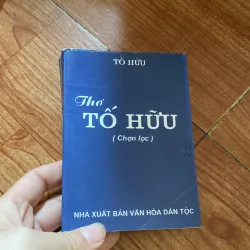 TỐ HỮU
Thơ
TỐ HỮU
( Chọn lọc )
NHÀ XUẤT BẢN VĂN HÓA DÂN TỘC